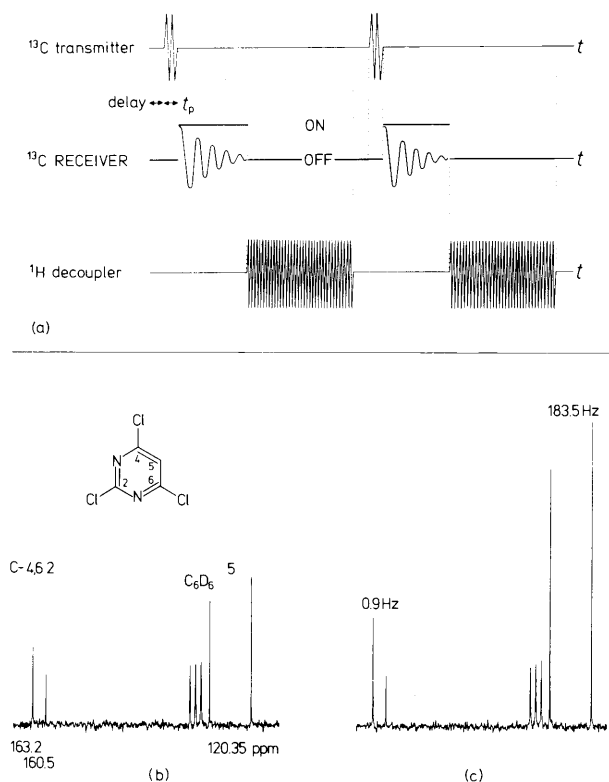 ¹³C transmitter
t
delay
tₚ
ON
¹³C RECEIVER
OFF
t
¹H decoupler
t
(a)
Cl
4
N
5
2
6
Cl
N
Cl
183.5 Hz
C-4,6 2
C₆D₆
5
0.9 Hz
163.2
160.5
120.35 ppm
(b)
(c)